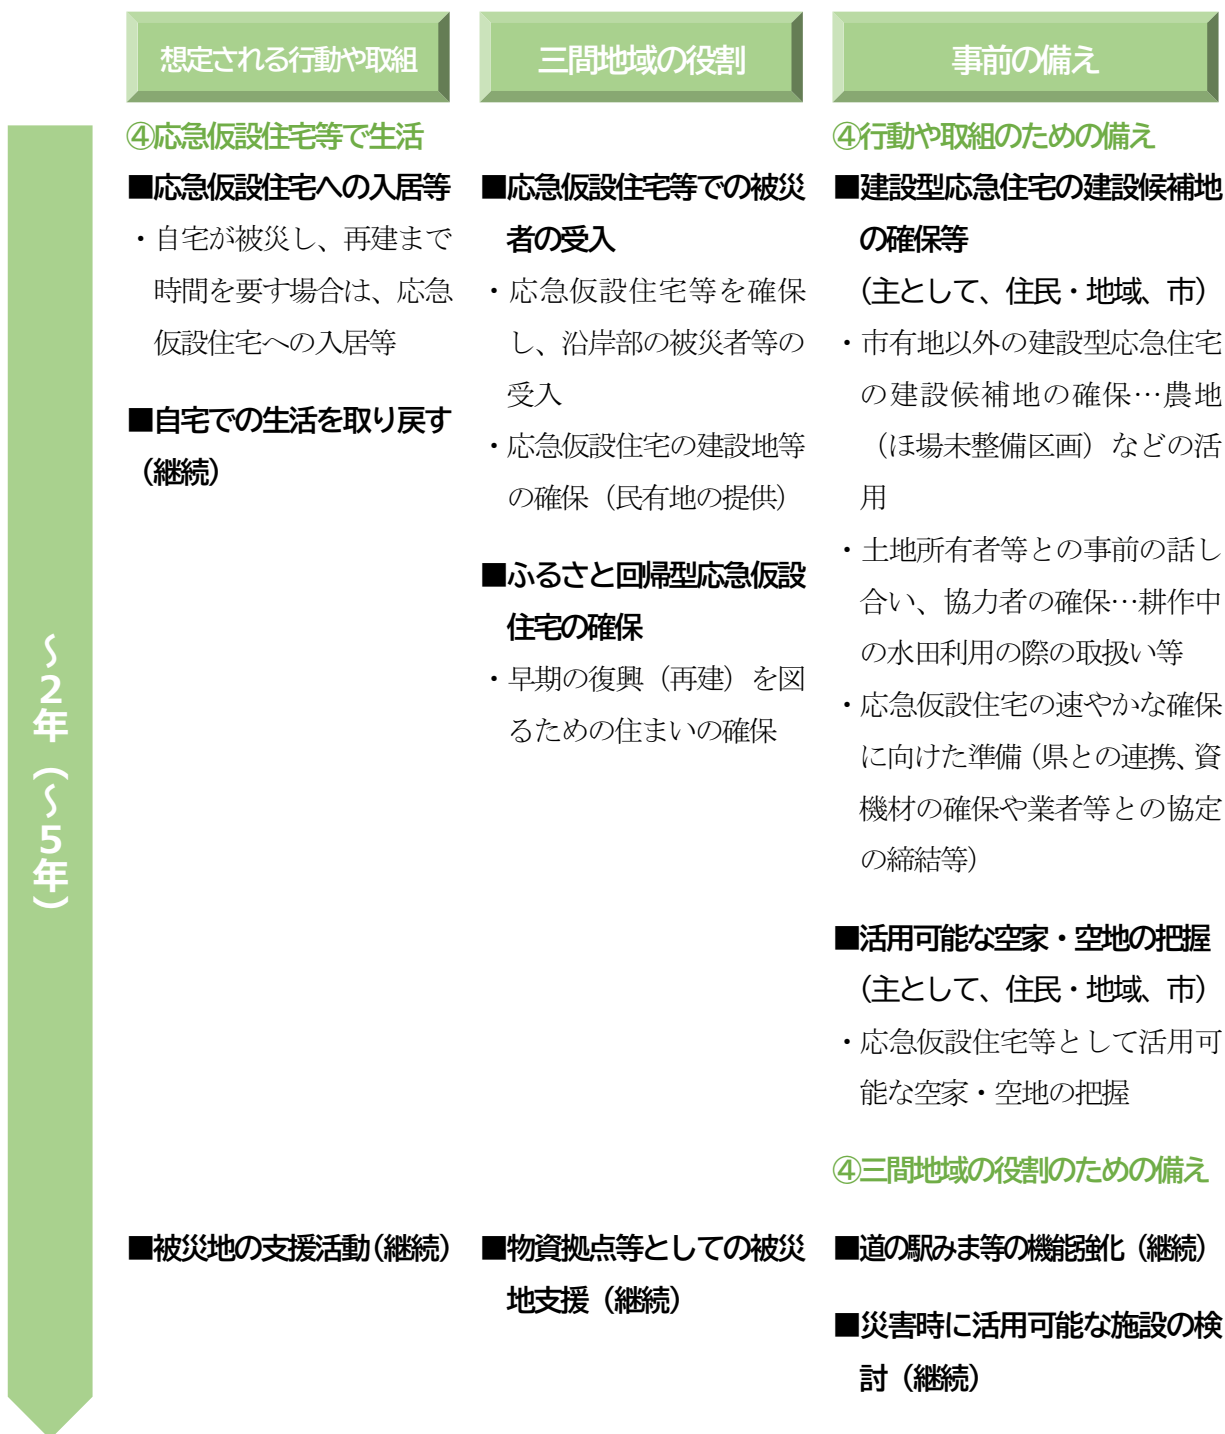 想定される行動や取組
三間地域の役割
事前の備え
～2年（～5年）
④応急仮設住宅等で生活
■応急仮設住宅への入居等
・自宅が被災し、再建まで
時間を要す場合は、応急
仮設住宅への入居等
■自宅での生活を取り戻す
（継続）
■被災地の支援活動（継続）
■応急仮設住宅等での被災
者の受入
・応急仮設住宅等を確保
し、沿岸部の被災者等の
受入
・応急仮設住宅の建設地等
の確保（民有地の提供）
■ふるさと回帰型応急仮設
住宅の確保
・早期の復興（再建）を図
るための住まいの確保
■物資拠点等としての被災
地支援（継続）
④行動や取組のための備え
■建設型応急住宅の建設候補地
の確保等
（主として、住民・地域、市）
・市有地以外の建設型応急住宅
の建設候補地の確保…農地
（ほ場未整備区画）などの活
用
・土地所有者等との事前の話し
合い、協力者の確保…耕作中
の水田利用の際の取扱い等
・応急仮設住宅の速やかな確保
に向けた準備（県との連携、資
機材の確保や業者等との協定
の締結等）
■活用可能な空家・空地の把握
（主として、住民・地域、市）
・応急仮設住宅等として活用可
能な空家・空地の把握
④三間地域の役割のための備え
■道の駅みま等の機能強化（継続）
■災害時に活用可能な施設の検
討（継続）